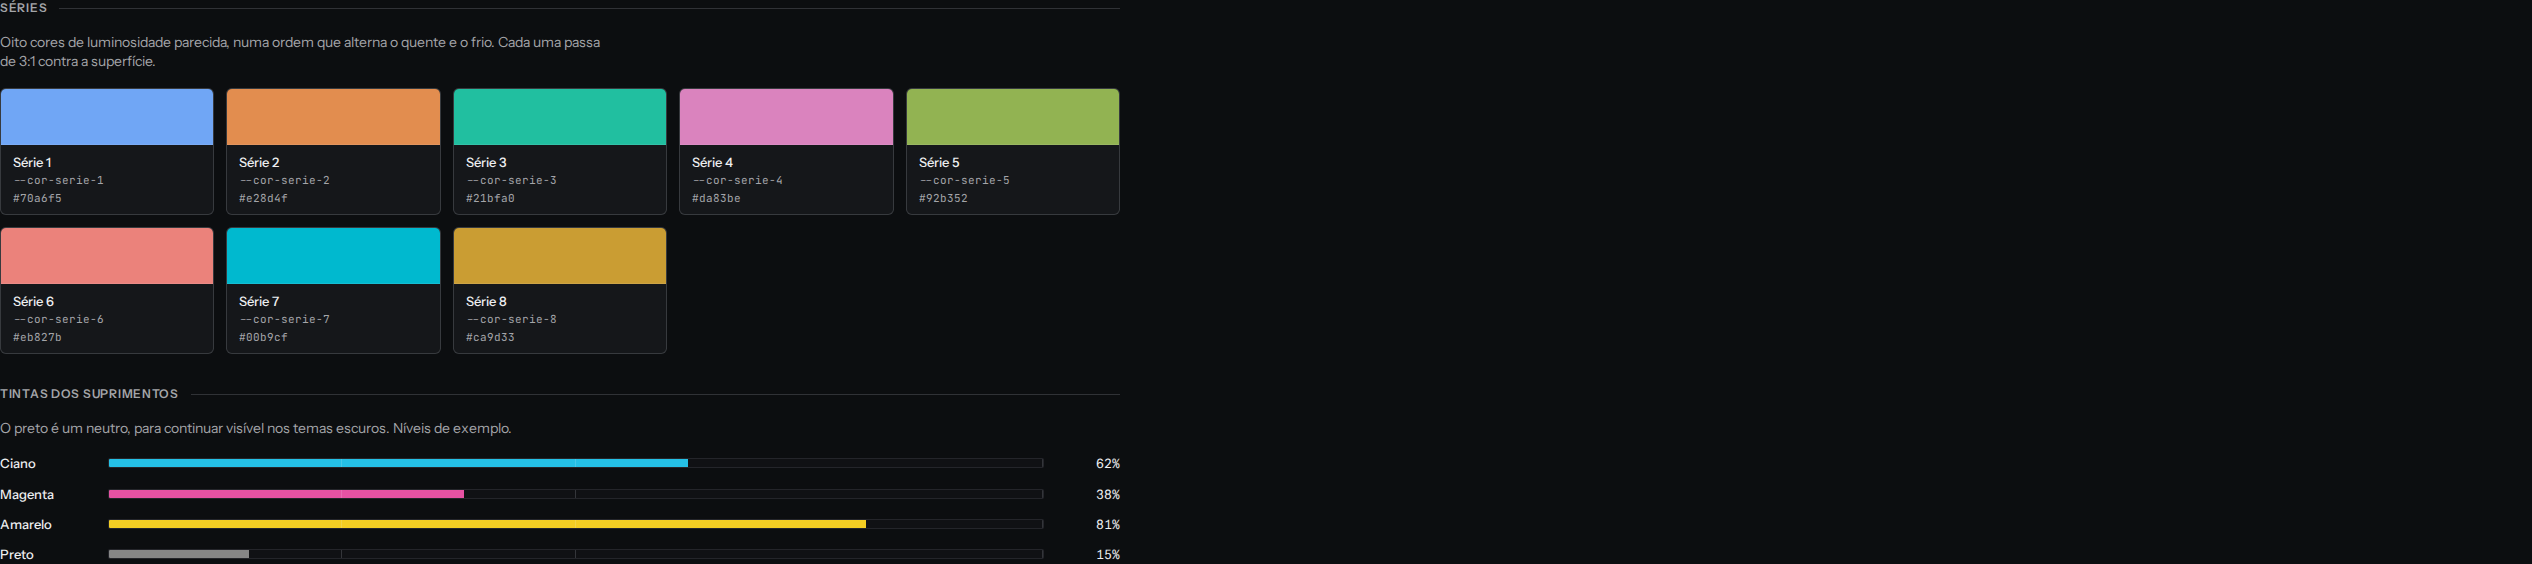 SÉRIES
Oito cores de luminosidade parecida, numa ordem que alterna o quente e o frio. Cada uma passa
de 3:1 contra a superfície.
Série 1
--cor-serie-1
#70a6f5
Série 2
--cor-serie-2
#e28d4f
Série 3
--cor-serie-3
#21bfa0
Série 4
--cor-serie-4
#da83be
Série 5
--cor-serie-5
#92b352
Série 6
--cor-serie-6
#eb827b
Série 7
--cor-serie-7
#00b9cf
Série 8
--cor-serie-8
#ca9d33
TINTAS DOS SUPRIMENTOS
O preto é um neutro, para continuar visível nos temas escuros. Níveis de exemplo.
Ciano 62%
Magenta 38%
Amarelo 81%
Preto 15%